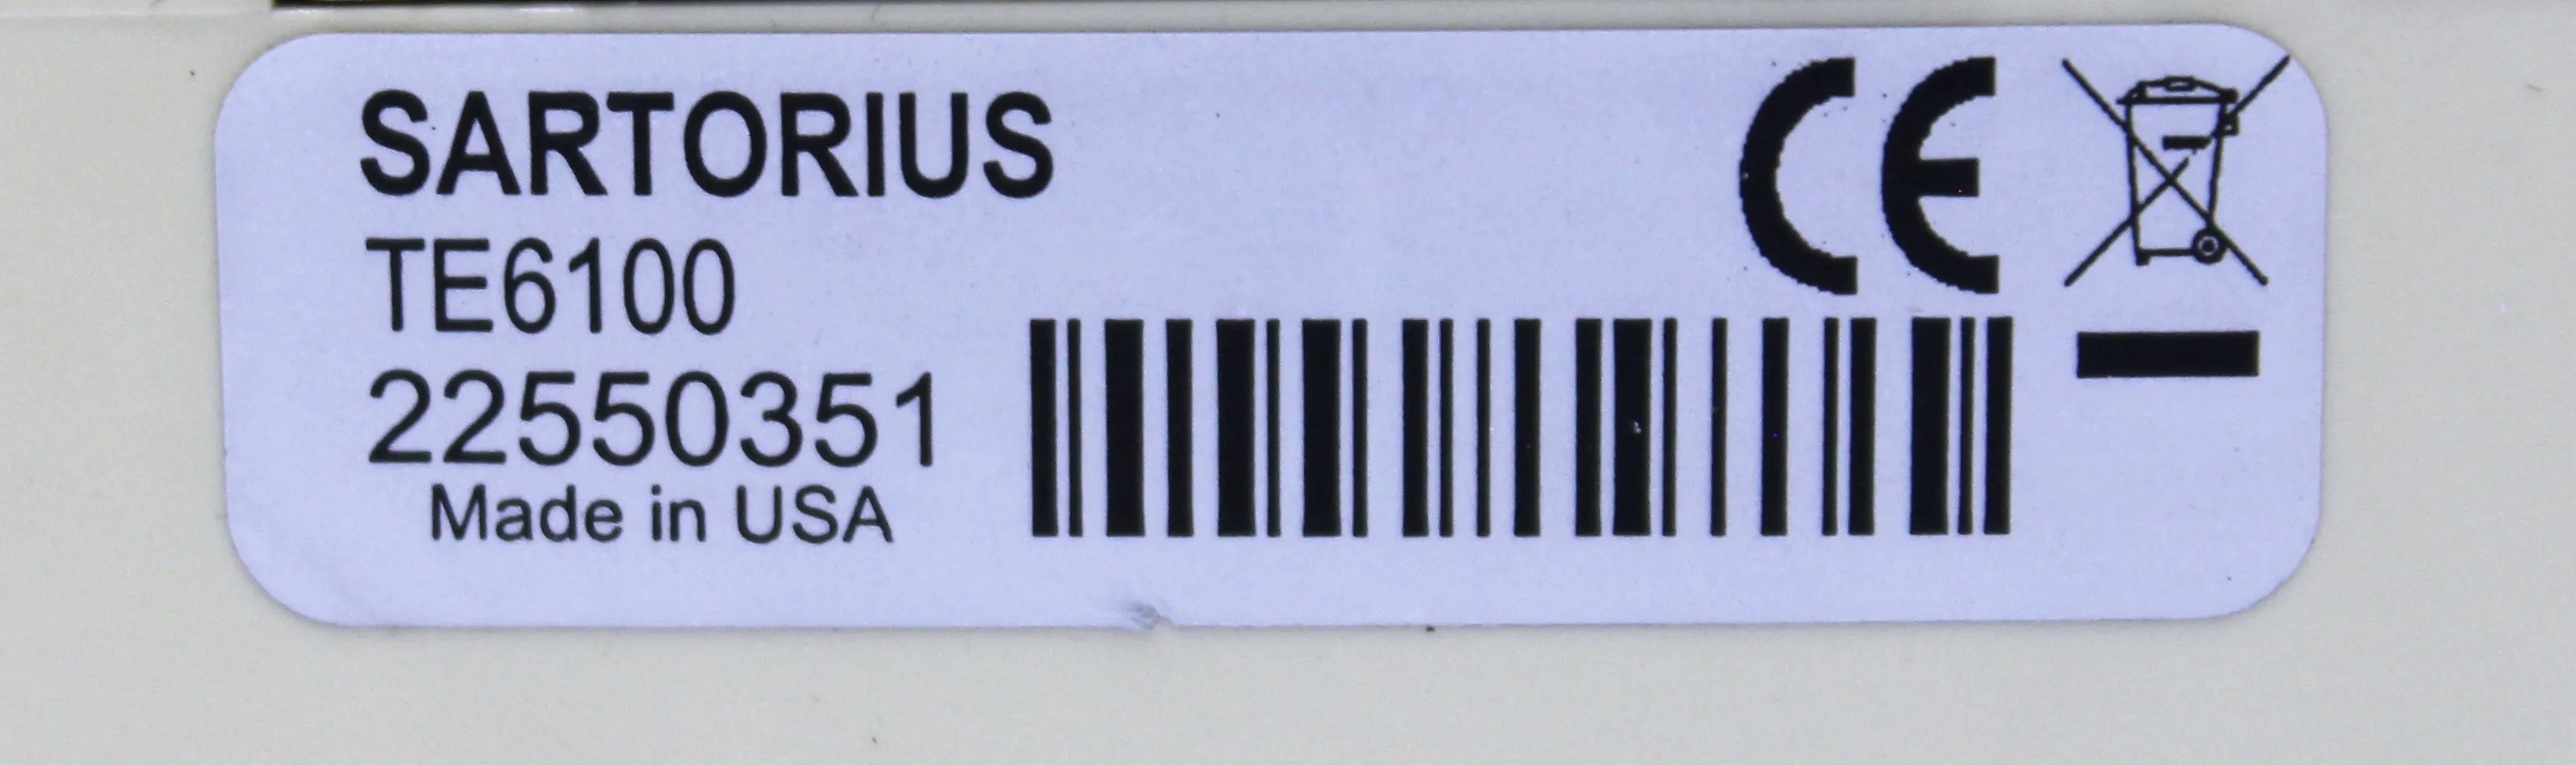 SARTORIUS
TE6100
22550351
Made in USA
CE